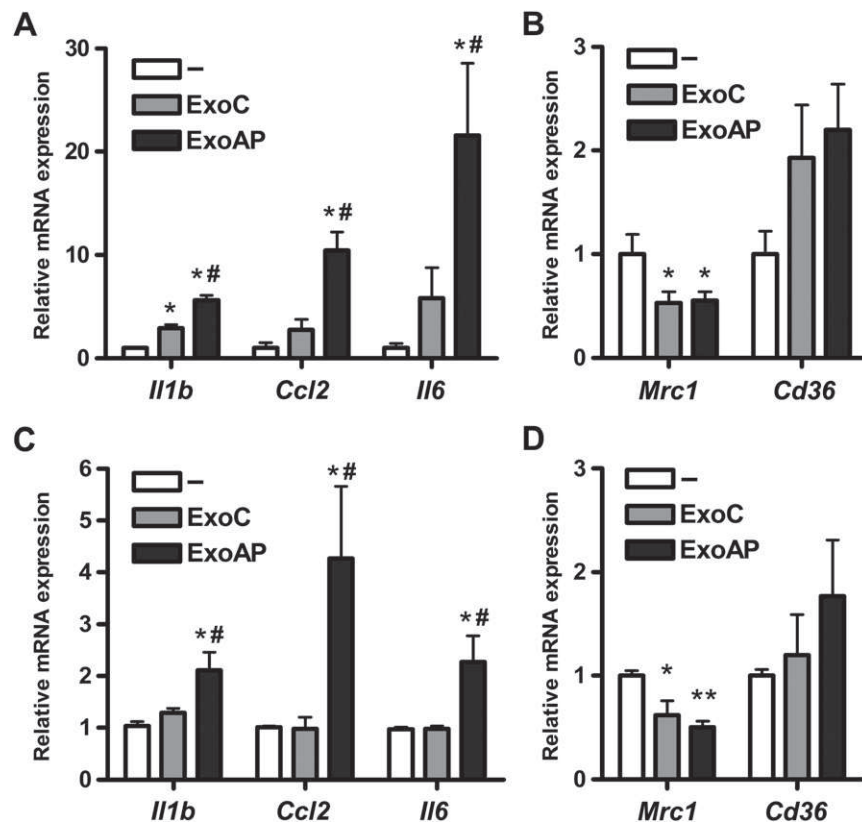 A
Relative mRNA expression
30
20
10
0
–
ExoC
ExoAP
*
*#
*#
*#
Il1b
Ccl2
Il6
B
Relative mRNA expression
3
2
1
0
–
ExoC
ExoAP
*
*
Mrc1
Cd36
C
Relative mRNA expression
6
5
4
3
2
1
0
–
ExoC
ExoAP
*#
*#
*#
Il1b
Ccl2
Il6
D
Relative mRNA expression
3
2
1
0
–
ExoC
ExoAP
*
**
Mrc1
Cd36